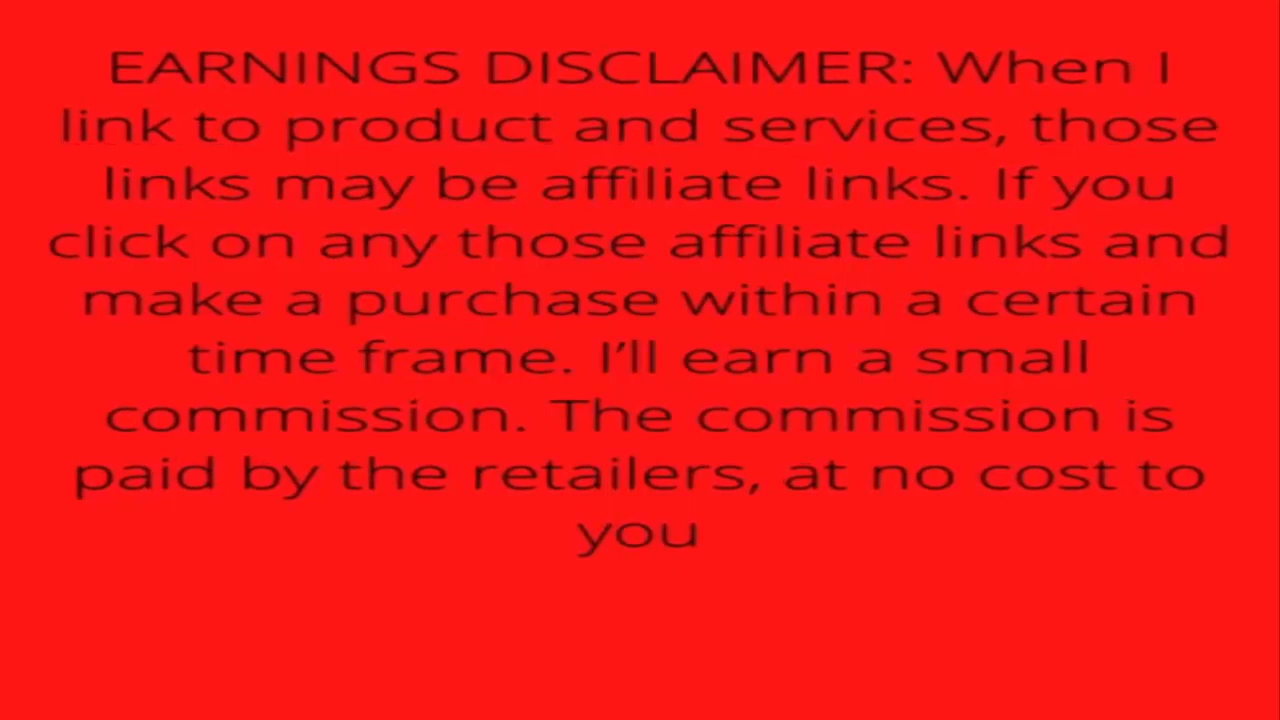 EARNINGS DISCLAIMER: When I
link to product and services, those
links may be affiliate links. If you
click on any those affiliate links and
make a purchase within a certain
time frame. I’ll earn a small
commission. The commission is
paid by the retailers, at no cost to
you